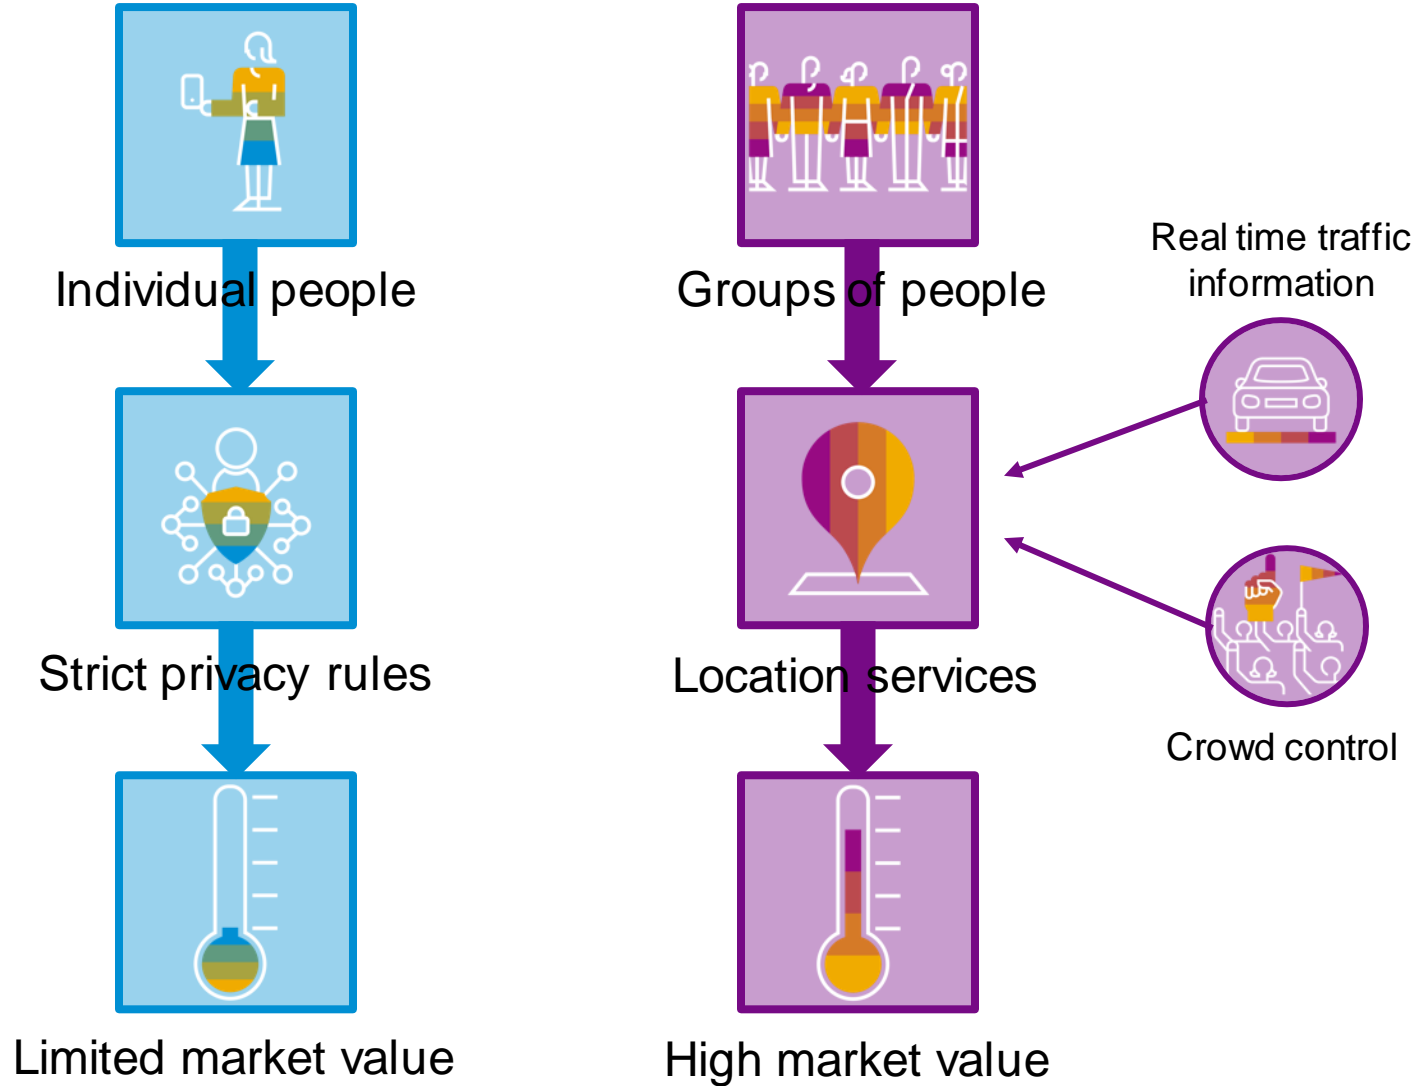 Individual people
Strict privacy rules
Limited market value
Groups of people
Location services
High market value
Real time traffic
information
Crowd control